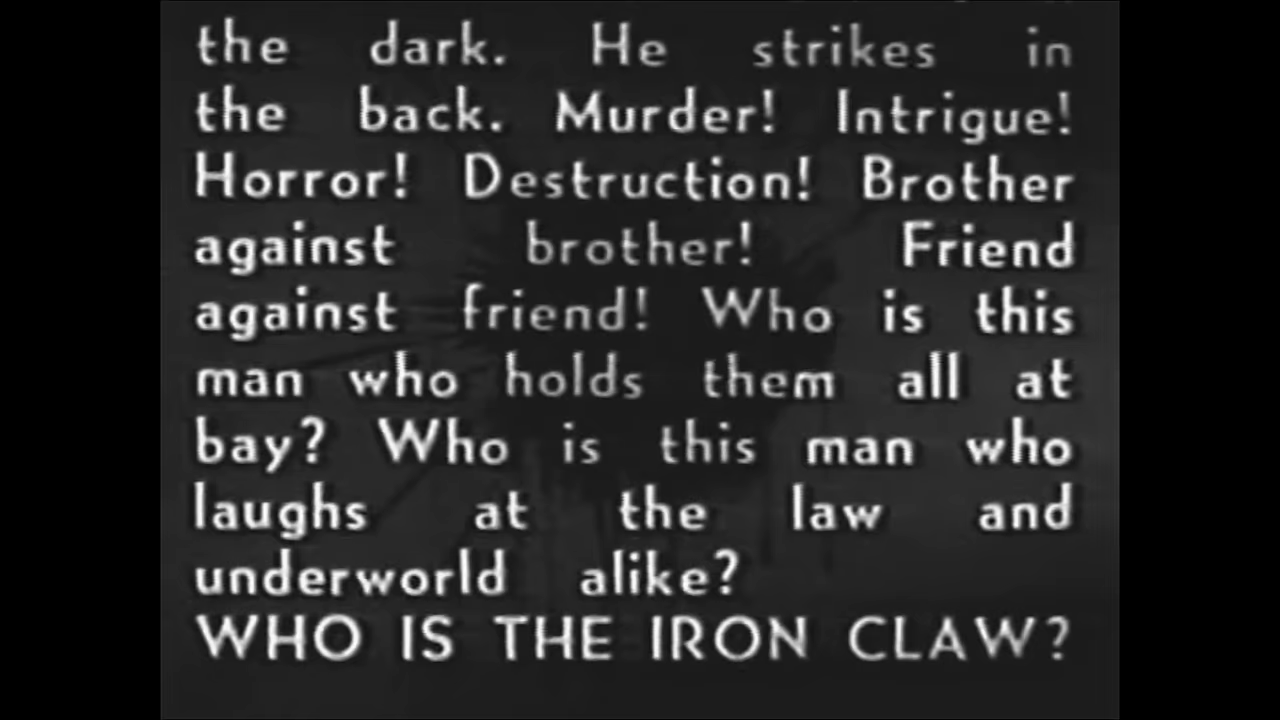 the dark. He strikes in
the back. Murder! Intrigue!
Horror! Destruction! Brother
against brother! Friend
against friend! Who is this
man who holds them all at
bay? Who is this man who
laughs at the law and
underworld alike?
WHO IS THE IRON CLAW?